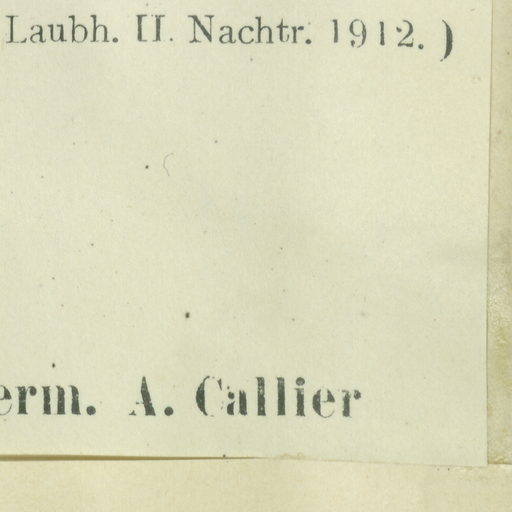 Laubh. II. Nachtr. 1912.)
erm. A. Callier